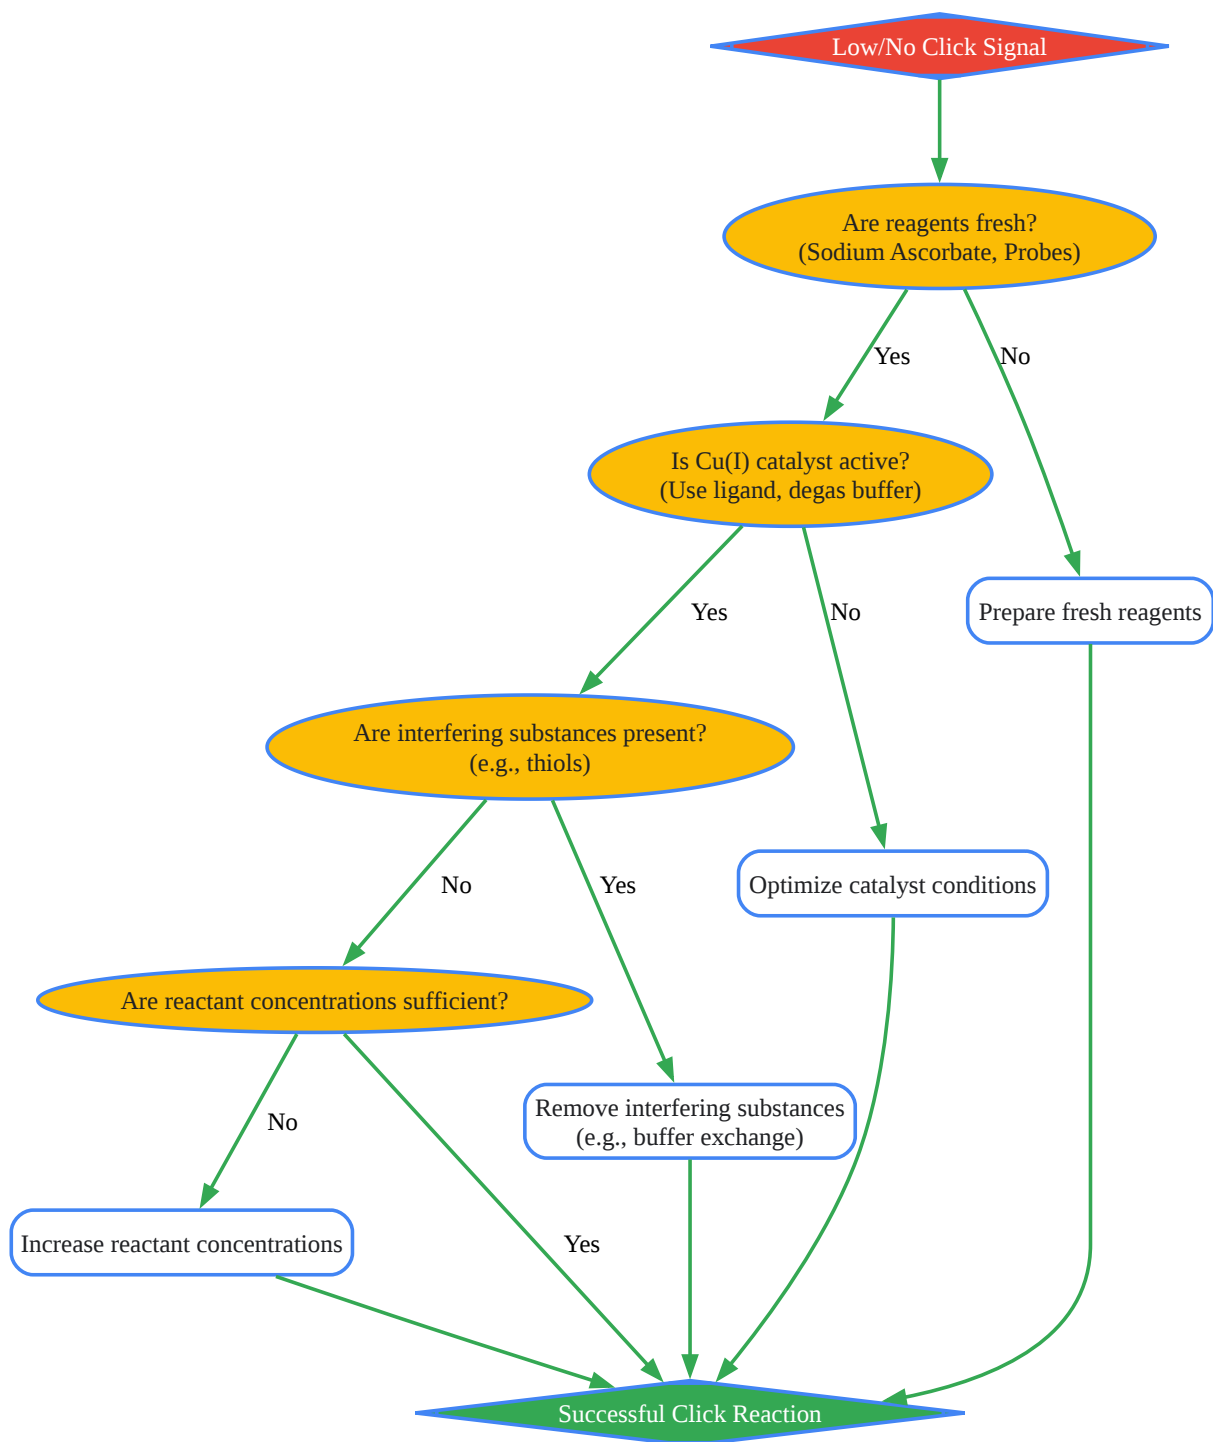 Low/No Click Signal
Are reagents fresh?
(Sodium Ascorbate, Probes)
Yes
No
Is Cu(I) catalyst active?
(Use ligand, degas buffer)
Yes
No
Prepare fresh reagents
Are interfering substances present?
(e.g., thiols)
No
Yes
Optimize catalyst conditions
Are reactant concentrations sufficient?
No
Remove interfering substances
(e.g., buffer exchange)
Increase reactant concentrations
Yes
Successful Click Reaction